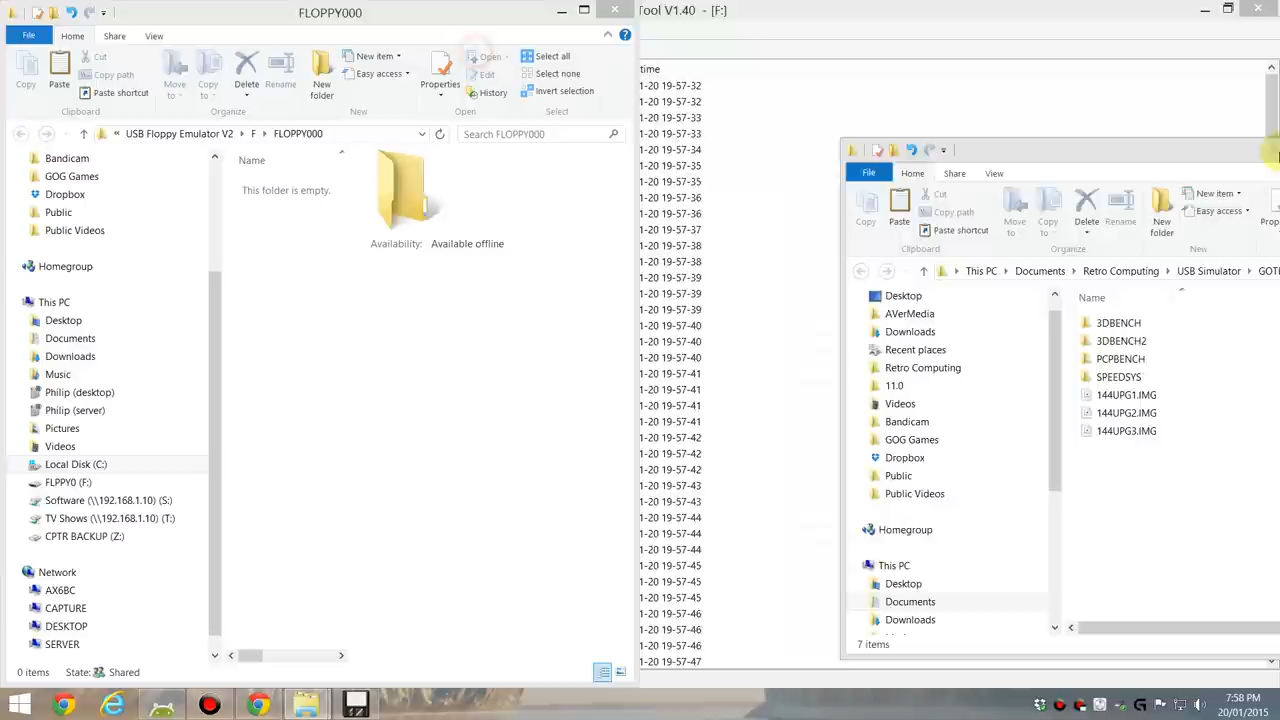 FLOPPY000
File Home Share View
Copy
Paste
Cut
Copy path
Paste shortcut
Move to
Copy to
Delete
Rename
New folder
New item
Easy access
Properties
Open
Edit
History
Select all
Select none
Invert selection
Clipboard Organize New Open Select
« USB Floppy Emulator V2 F FLOPPY000
Search FLOPPY000
Bandicam
GOG Games
Dropbox
Public
Public Videos
Homegroup
This PC
Desktop
Documents
Downloads
Music
Philip (desktop)
Philip (server)
Pictures
Videos
Local Disk (C:)
FLPPY0 (F:)
Software (\\192.168.1.10) (S:)
TV Shows (\\192.168.1.10) (T:)
CPTR BACKUP (Z:)
Network
AX6BC
CAPTURE
DESKTOP
SERVER
Name
This folder is empty.
Availability: Available offline
0 items State: Shared
Tool V1.40 - [F:]
time
1-20 19-57-32
1-20 19-57-32
1-20 19-57-33
1-20 19-57-33
1-20 19-57-34
1-20 19-57-35
1-20 19-57-35
1-20 19-57-36
1-20 19-57-36
1-20 19-57-37
1-20 19-57-38
1-20 19-57-38
1-20 19-57-39
1-20 19-57-39
1-20 19-57-39
1-20 19-57-40
1-20 19-57-40
1-20 19-57-40
1-20 19-57-41
1-20 19-57-41
1-20 19-57-41
1-20 19-57-41
1-20 19-57-42
1-20 19-57-42
1-20 19-57-42
1-20 19-57-43
1-20 19-57-43
1-20 19-57-44
1-20 19-57-44
1-20 19-57-44
1-20 19-57-45
1-20 19-57-45
1-20 19-57-45
1-20 19-57-46
1-20 19-57-46
1-20 19-57-46
1-20 19-57-47
File Home Share View
Copy
Paste
Cut
Copy path
Paste shortcut
Move to
Copy to
Delete
Rename
New folder
New item
Easy access
Prope
Clipboard Organize New
This PC Documents Retro Computing USB Simulator GOTE
Desktop
AVerMedia
Downloads
Recent places
Retro Computing
11.0
Videos
Bandicam
GOG Games
Dropbox
Public
Public Videos
Homegroup
This PC
Desktop
Documents
Downloads
Name
3DBENCH
3DBENCH2
PCPBENCH
SPEEDSYS
144UPG1.IMG
144UPG2.IMG
144UPG3.IMG
7 items
7:58 PM
20/01/2015